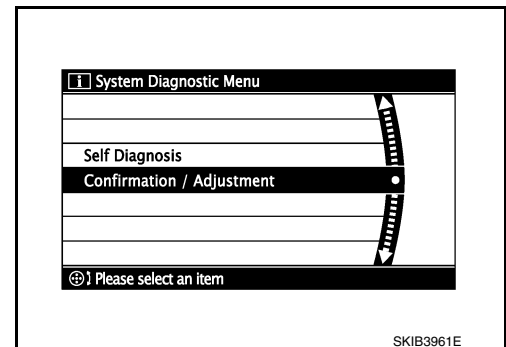 i System Diagnostic Menu
Self Diagnosis
Confirmation / Adjustment
Please select an item
SKIB3961E